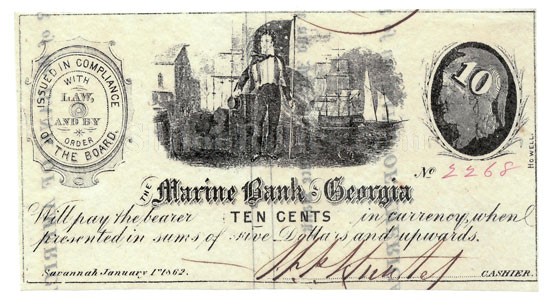 ISSUED IN COMPLIANCE
WITH
LAW,
AND BY
ORDER
OF THE BOARD.
10
No 2268
HOWELL.
THE Marine Bank of Georgia
Will pay the bearer TEN CENTS in currency, when
presented in sums of Five Dollars and upwards.
Savannah January 1st 1862.
CASHIER.